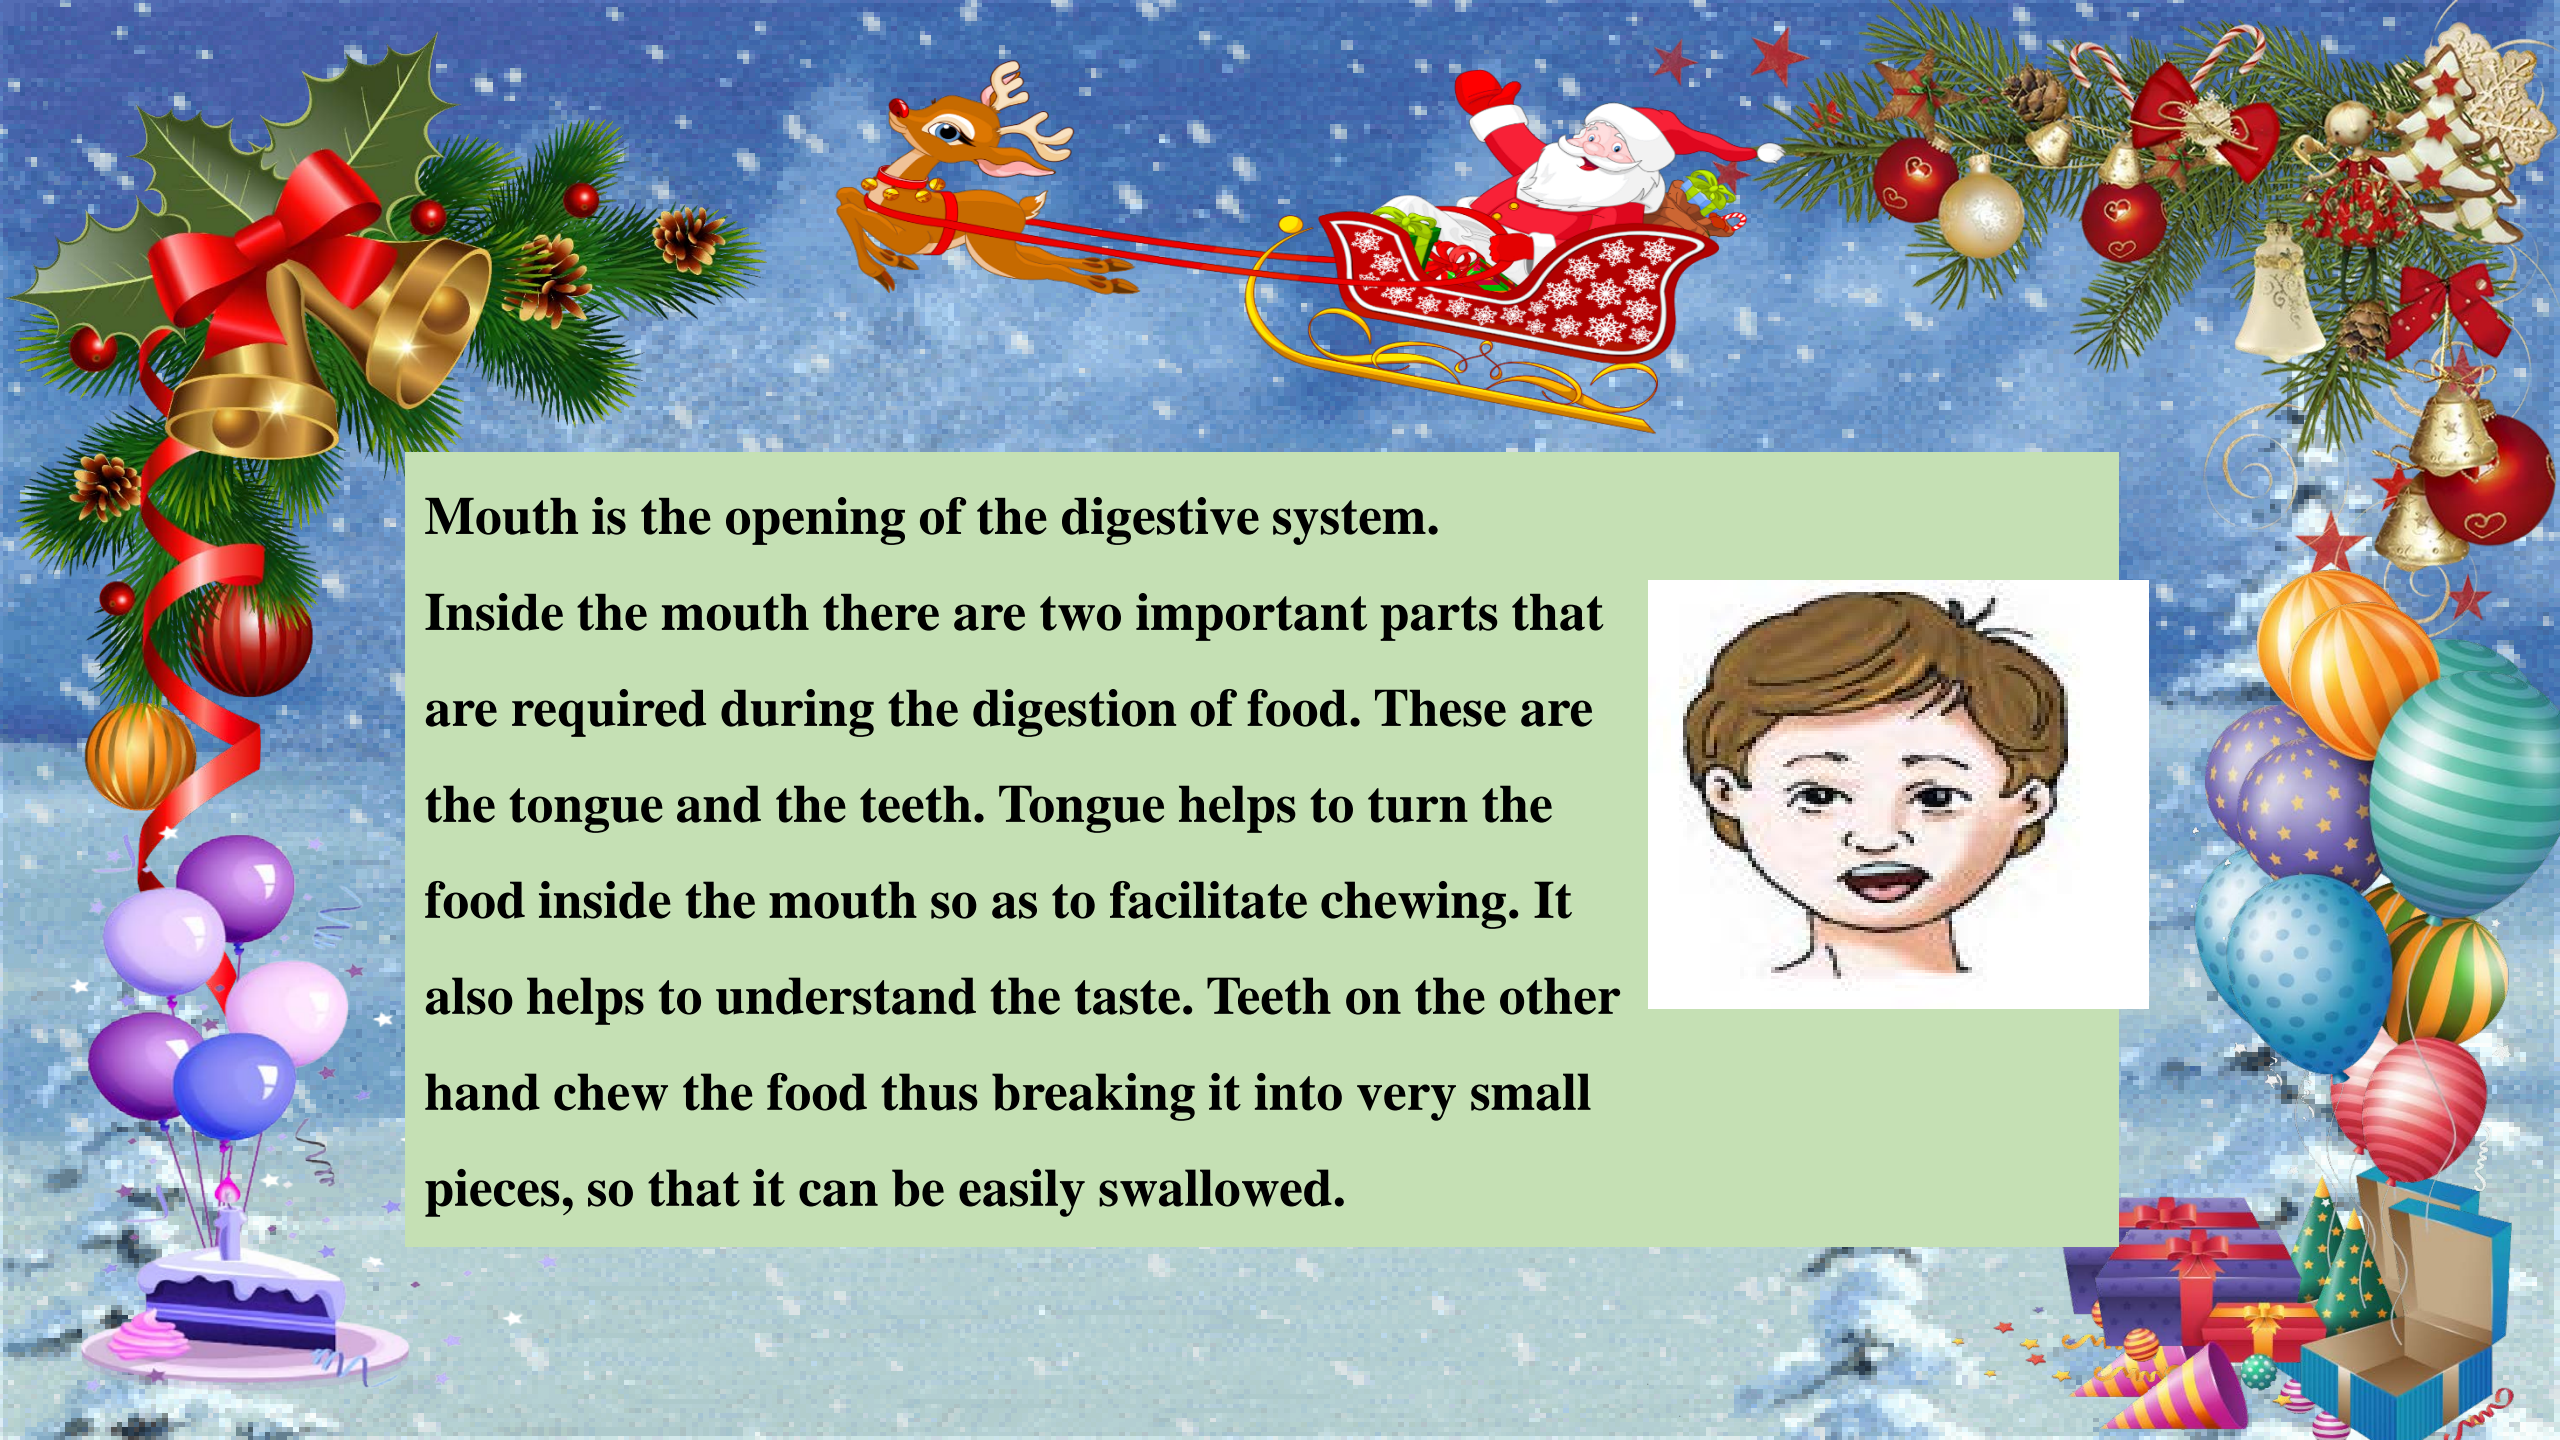 Mouth is the opening of the digestive system.
Inside the mouth there are two important parts that
are required during the digestion of food. These are
the tongue and the teeth. Tongue helps to turn the
food inside the mouth so as to facilitate chewing. It
also helps to understand the taste. Teeth on the other
hand chew the food thus breaking it into very small
pieces, so that it can be easily swallowed.